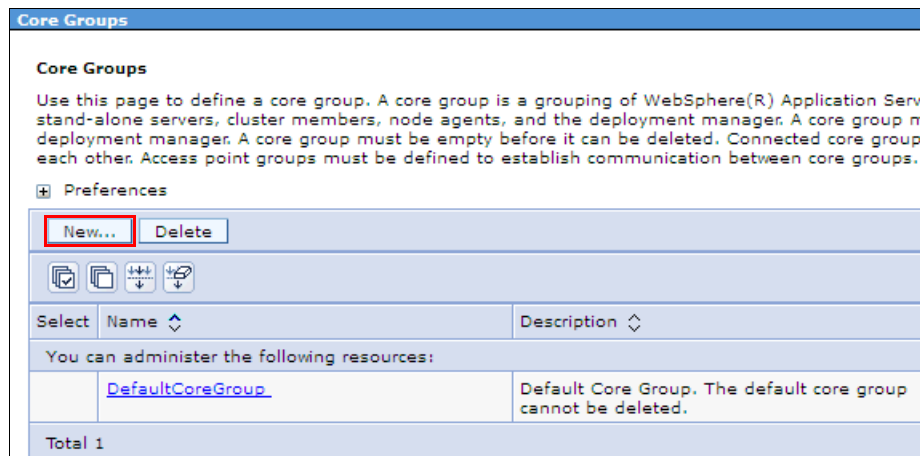 Core Groups
Core Groups
Use this page to define a core group. A core group is a grouping of WebSphere(R) Application Serv
stand-alone servers, cluster members, node agents, and the deployment manager. A core group m
deployment manager. A core group must be empty before it can be deleted. Connected core group
each other. Access point groups must be defined to establish communication between core groups.
Preferences
New... Delete
Select Name Description
You can administer the following resources:
DefaultCoreGroup Default Core Group. The default core group
cannot be deleted.
Total 1